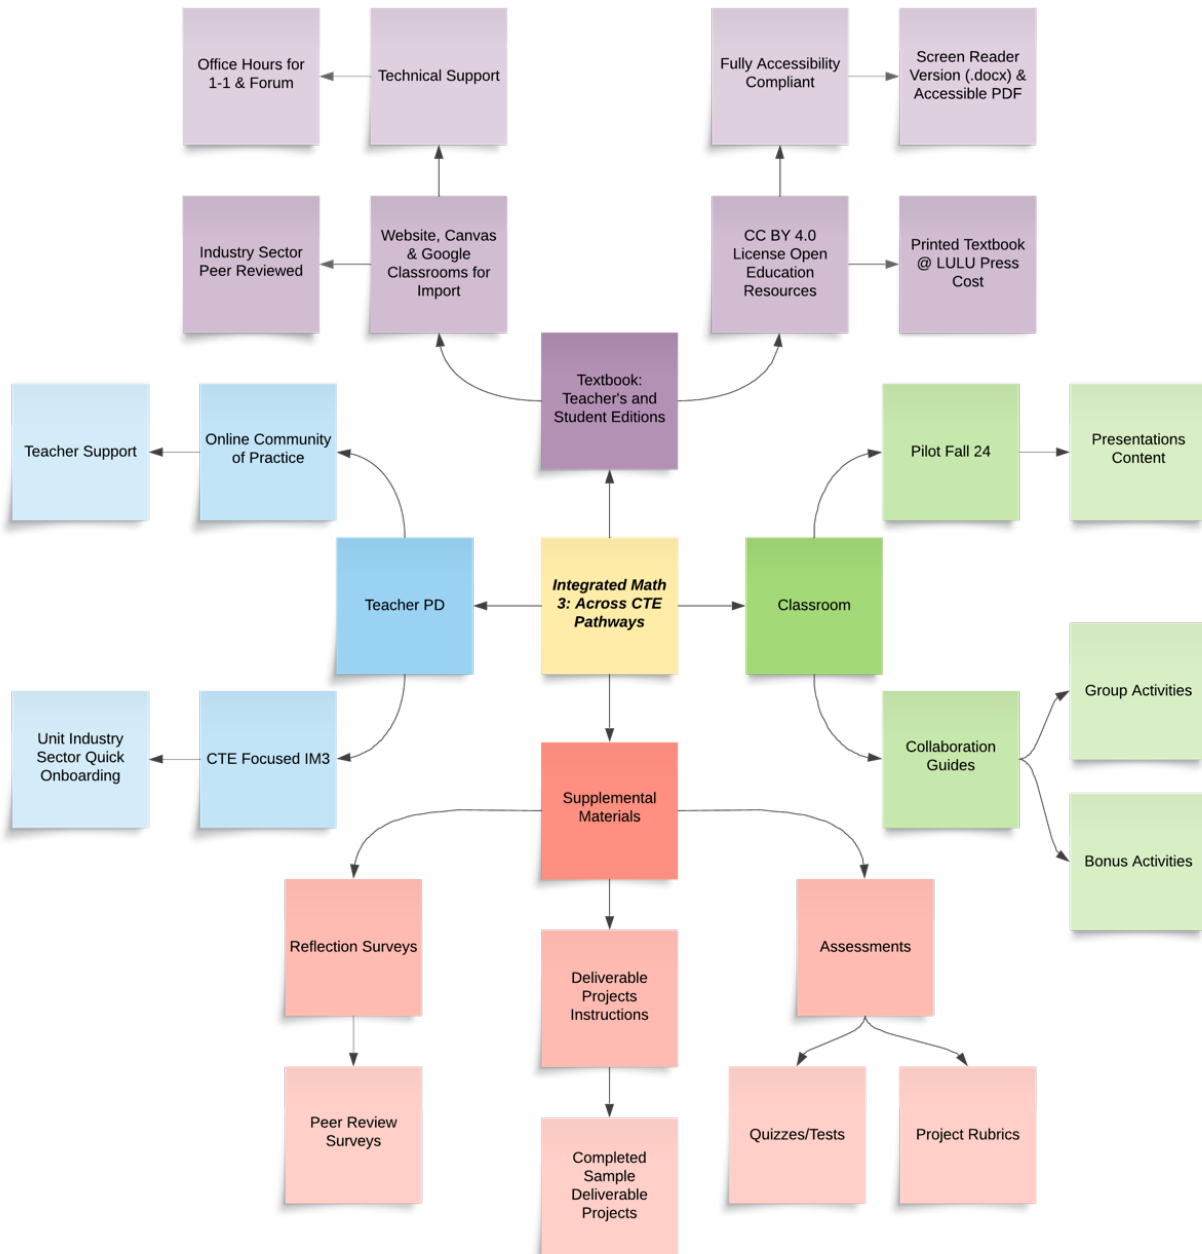 Office Hours for
1-1 & Forum
Technical Support
Fully Accessibility
Compliant
Screen Reader
Version (.docx) &
Accessible PDF
Industry Sector
Peer Reviewed
Website, Canvas
& Google
Classrooms for
Import
CC BY 4.0
License Open
Education
Resources
Printed Textbook
@ LULU Press
Cost
Textbook:
Teacher's and
Student Editions
Teacher Support
Online Community
of Practice
Pilot Fall 24
Presentations
Content
Teacher PD
Integrated Math
3: Across CTE
Pathways
Classroom
Unit Industry
Sector Quick
Onboarding
CTE Focused IM3
Supplemental
Materials
Collaboration
Guides
Group Activities
Bonus Activities
Reflection Surveys
Deliverable
Projects
Instructions
Assessments
Peer Review
Surveys
Completed
Sample
Deliverable
Projects
Quizzes/Tests
Project Rubrics